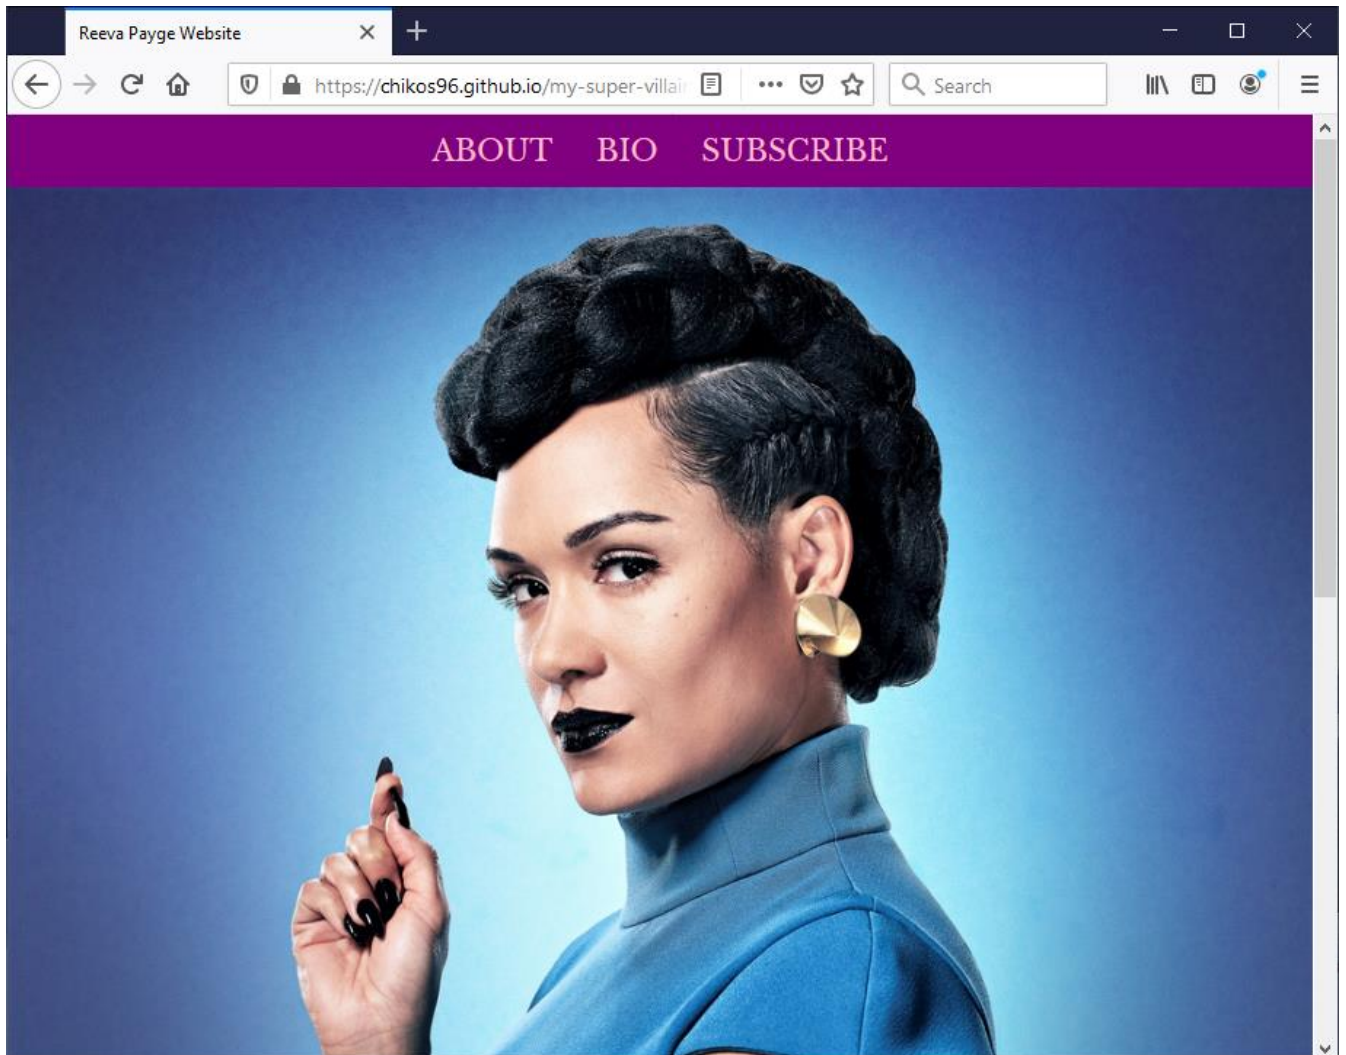 Reeva Payge Website
https://chikos96.github.io/my-super-villai
Search
ABOUT BIO SUBSCRIBE